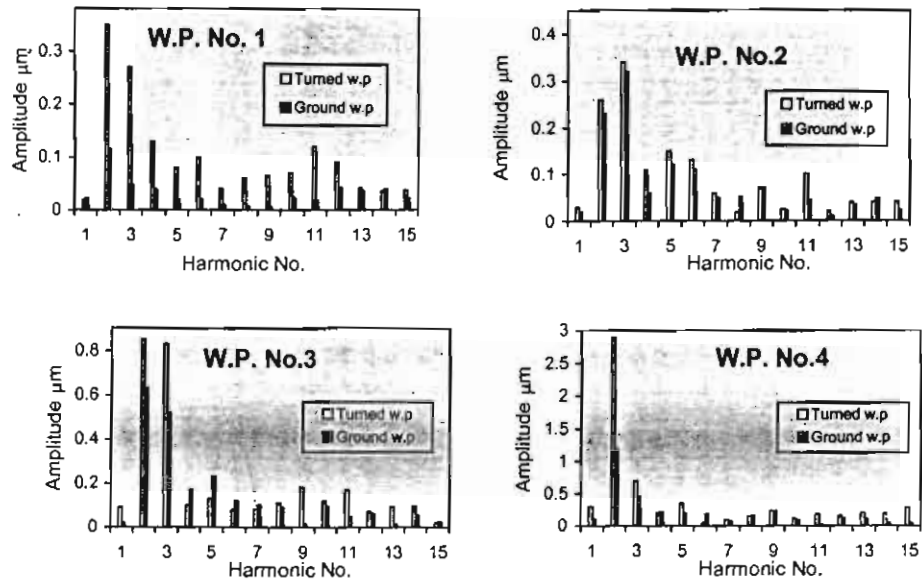 W.P. No. 1
Amplitude µm
0.3
0.2
0.1
0
Turned w.p
Ground w.p
1 3 5 7 9 11 13 15
Harmonic No.
W.P. No.2
Amplitude µm
0.4
0.3
0.2
0.1
0
Turned w.p
Ground w.p
1 3 5 7 9 11 13 15
Harmonic No.
W.P. No.3
Amplitude µm
0.8
0.6
0.4
0.2
0
Turned w.p
Ground w.p
1 3 5 7 9 11 13 15
Harmonic No.
W.P. No.4
Amplitude µm
3
2.5
2
1.5
1
0.5
0
Turned w.p
Ground w.p
1 3 5 7 9 11 13 15
Harmonic No.